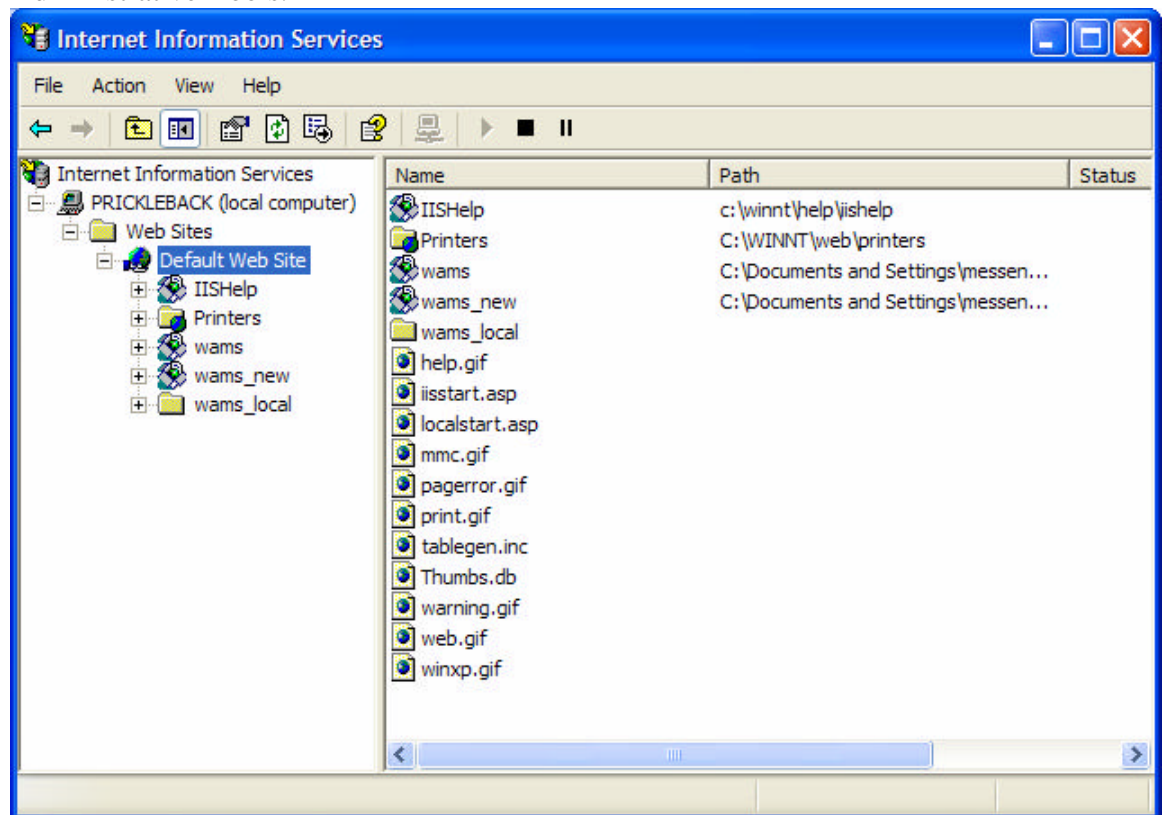 Internet Information Services
File Action View Help
Internet Information Services
PRICKLEBACK (local computer)
Web Sites
Default Web Site
IISHelp
Printers
wams
wams_new
wams_local
Name Path Status
IISHelp c:\winnt\help\iishelp
Printers C:\WINNT\web\printers
wams C:\Documents and Settings\messen...
wams_new C:\Documents and Settings\messen...
wams_local
help.gif
iisstart.asp
localstart.asp
mmc.gif
pagerror.gif
print.gif
tablegen.inc
Thumbs.db
warning.gif
web.gif
winxp.gif